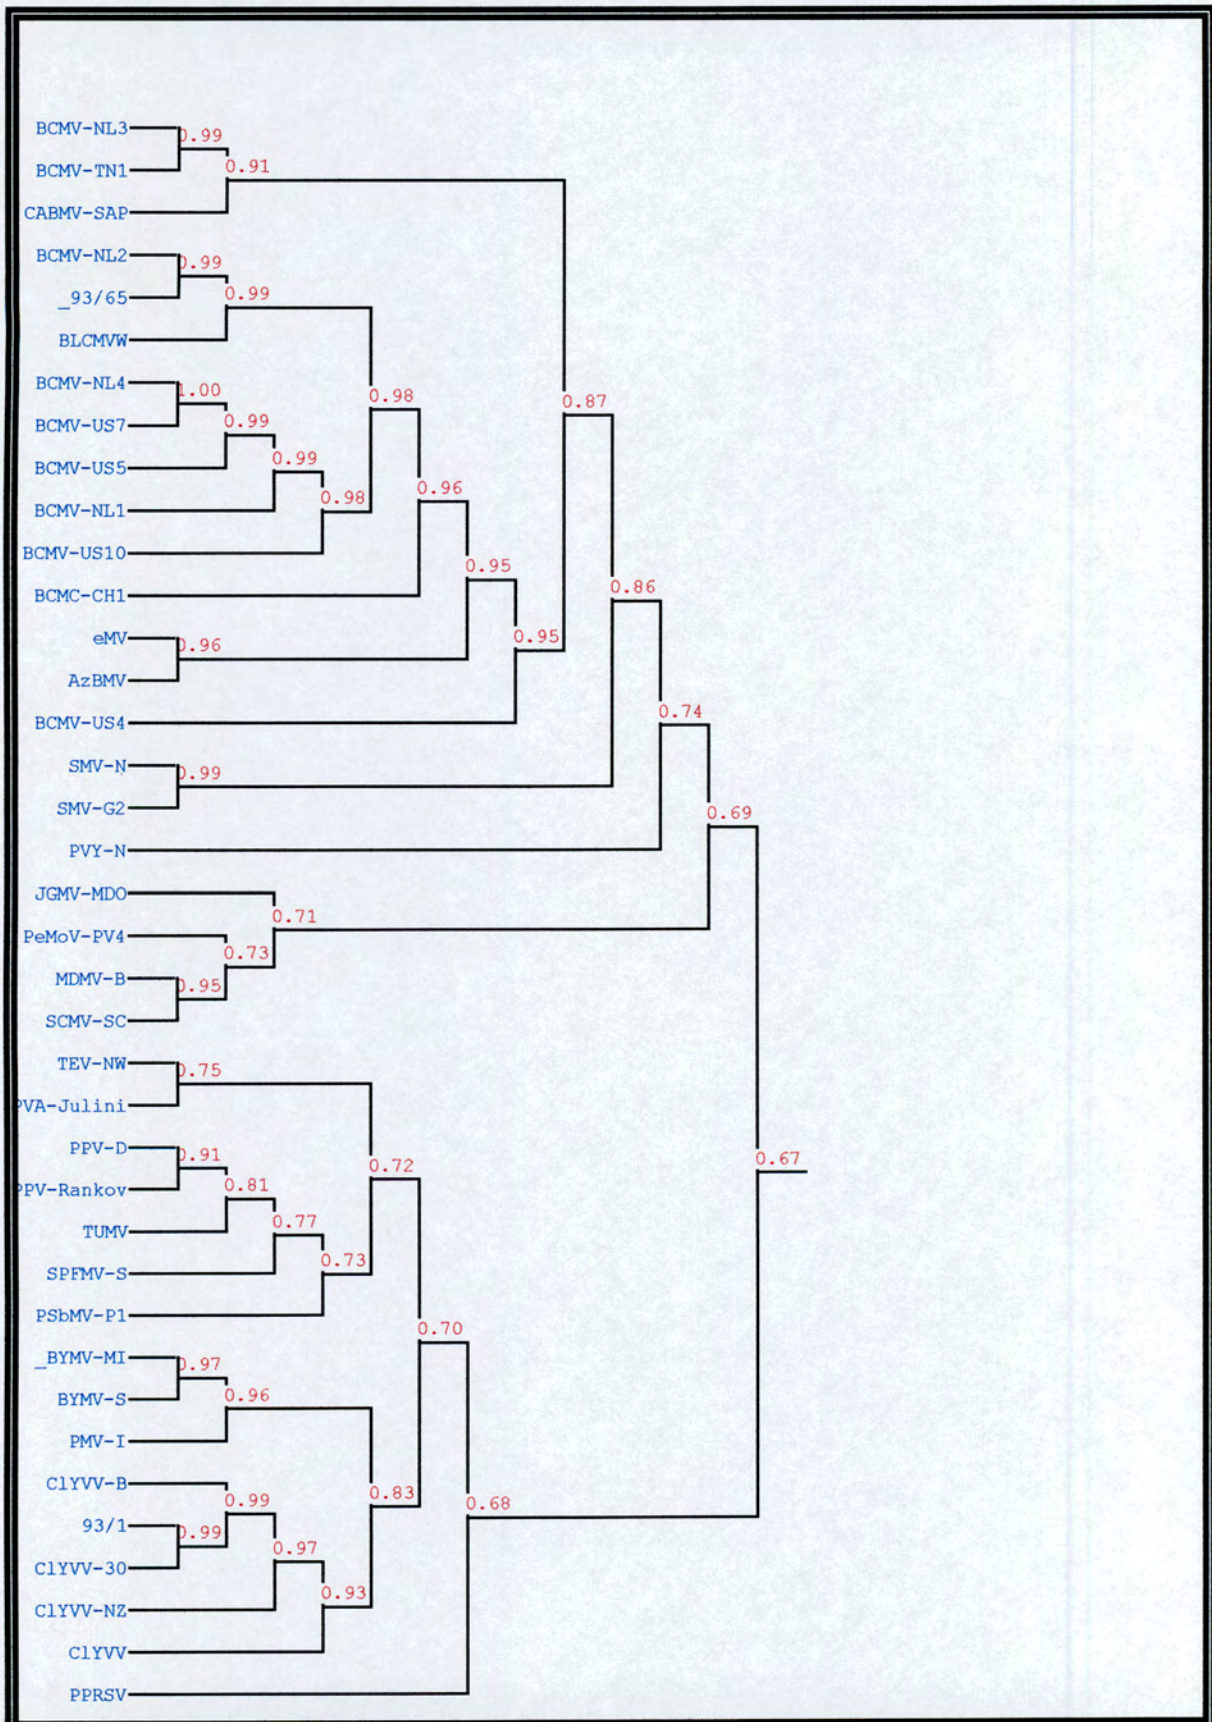 BCMV-NL3
0.99
0.91
BCMV-TN1
CABMV-SAP
BCMV-NL2
0.99
0.99
_93/65
BLCMVW
BCMV-NL4
1.00
0.98
0.87
BCMV-US7
0.99
BCMV-US5
0.99
0.96
0.98
BCMV-NL1
BCMV-US10
0.95
0.86
BCMC-CH1
eMV
0.96
0.95
AzBMV
0.74
BCMV-US4
SMV-N
0.99
SMV-G2
0.69
PVY-N
JGMV-MDO
0.71
PeMoV-PV4
0.73
MDMV-B
0.95
SCMV-SC
TEV-NW
0.75
PVA-Julini
PPV-D
0.91
0.72
0.67
PPV-Rankov
0.81
TUMV
0.77
SPFMV-S
0.73
PSbMV-P1
0.70
_BYMV-MI
0.97
BYMV-S
0.96
PMV-I
ClYVV-B
0.99
0.83
0.68
93/1
0.99
0.97
ClYVV-30
0.93
ClYVV-NZ
ClYVV
PPRSV